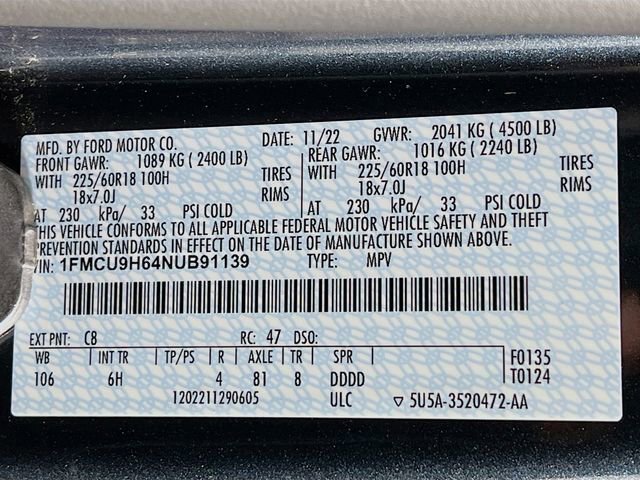 MFD. BY FORD MOTOR CO. DATE: 11/22 GVWR: 2041 KG ( 4500 LB)
FRONT GAWR: 1089 KG ( 2400 LB) REAR GAWR: 1016 KG ( 2240 LB)
WITH 225/60R18 100H TIRES WITH 225/60R18 100H TIRES
18x7.0J RIMS 18x7.0J RIMS
AT 230 kPa/ 33 PSI COLD AT 230 kPa/ 33 PSI COLD
THIS VEHICLE CONFORMS TO ALL APPLICABLE FEDERAL MOTOR VEHICLE SAFETY AND THEFT
PREVENTION STANDARDS IN EFFECT ON THE DATE OF MANUFACTURE SHOWN ABOVE.
VIN: 1FMCU9H64NUB91139 TYPE: MPV
EXT PNT: C8 RC: 47 DSO:
WB INT TR TP/PS R AXLE TR SPR F0135
106 6H 4 81 8 DDDD T0124
1202211290605 ULC ▽ 5U5A-3520472-AA